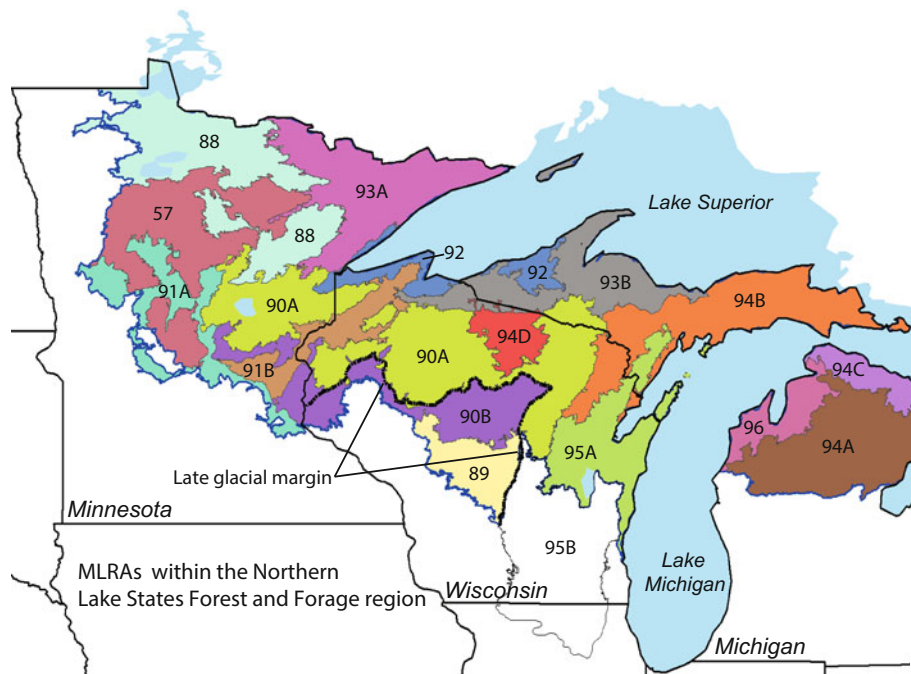 88
93A
57
Lake Superior
88
92
92
91A
93B
90A
94B
94D
90A
94C
91B
90B
96
94A
95A
Late glacial margin
89
Minnesota
95B
Lake
Michigan
MLRAs within the Northern
Lake States Forest and Forage region
Wisconsin
Michigan